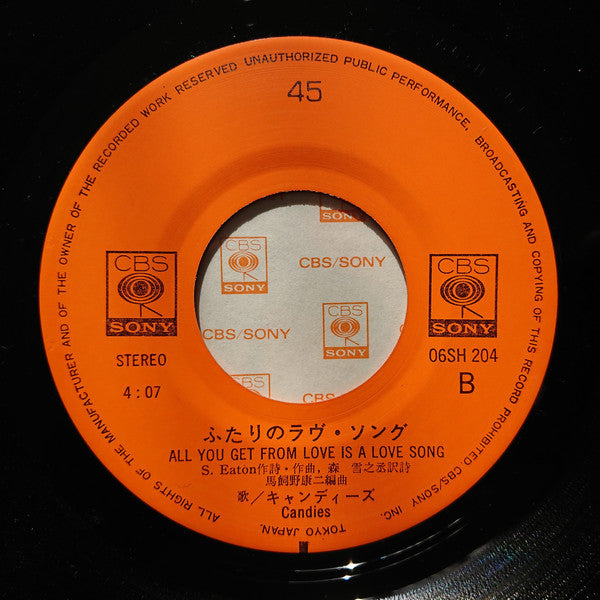 ALL RIGHTS OF THE MANUFACTURER AND OF THE OWNER OF THE RECORDED WORK RESERVED UNAUTHORIZED PUBLIC PERFORMANCE, BROADCASTING AND COPYING OF THIS RECORD PROHIBITED CBS/SONY INC. TOKYO JAPAN.
45
CBS
SONY
CBS
SONY
STEREO
06SH 204
4:07
B
SONY
CBS
SONY
CBS/SONY
CBS/SONY
CBS
SONY
CBS
ふたりのラヴ・ソング
ALL YOU GET FROM LOVE IS A LOVE SONG
S. Eaton作詩・作曲，森 雪之丞訳詩
馬飼野康二編曲
歌／キャンディーズ
Candies